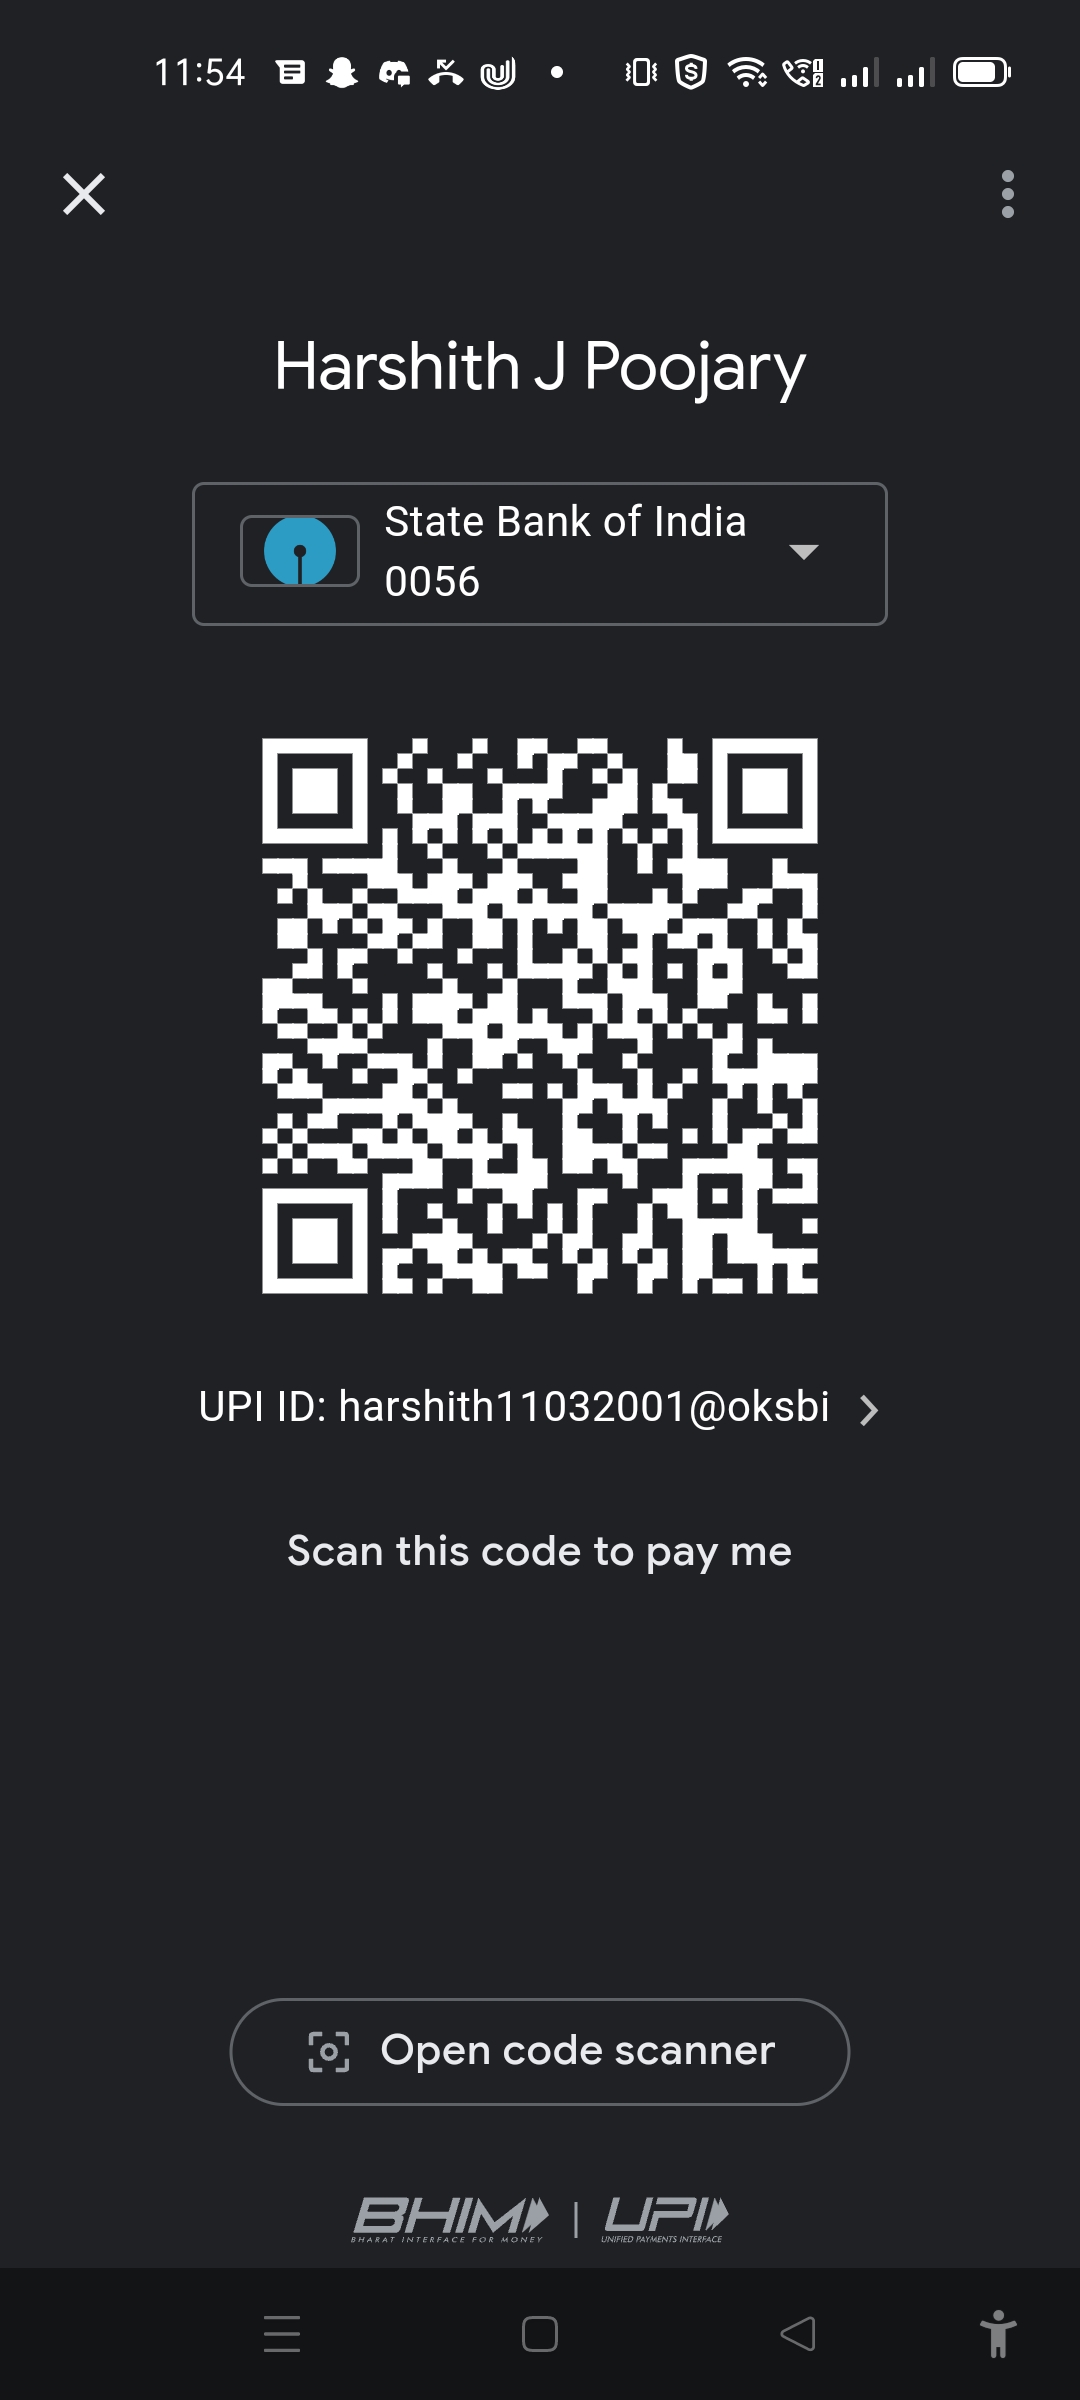 11:54
Harshith J Poojary
State Bank of India
0056
UPI ID: harshith11032001@oksbi
Scan this code to pay me
Open code scanner
BHIM | UPI
BHARAT INTERFACE FOR MONEY UNIFIED PAYMENTS INTERFACE